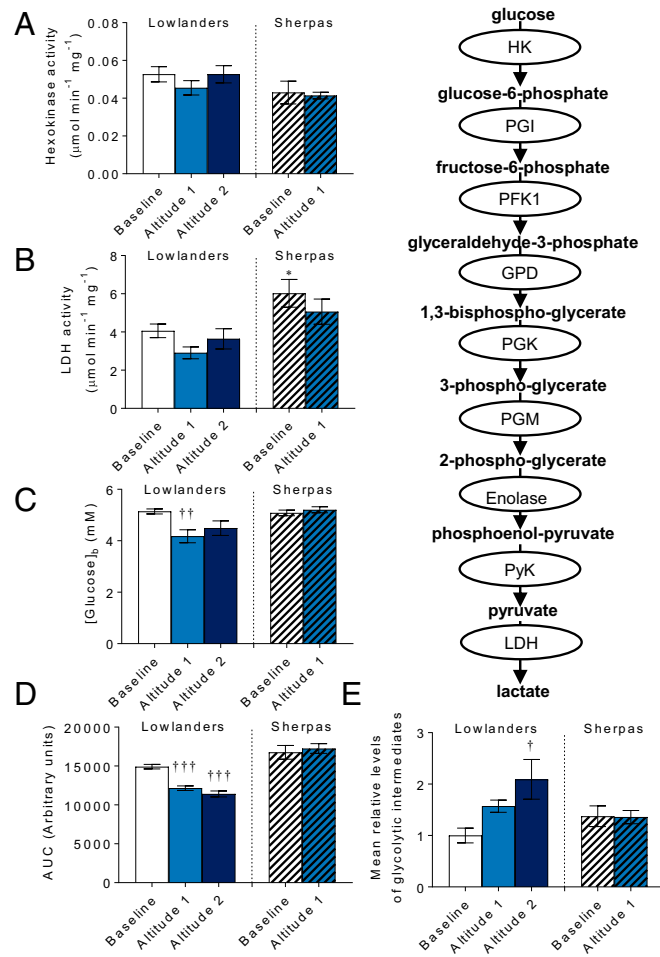 A
Hexokinase activity
(μmol min-1 mg-1)
Lowlanders
Sherpas
0.08
0.06
0.04
0.02
0.00
Baseline
Altitude 1
Altitude 2
Baseline
Altitude 1
B
LDH activity
(μmol min-1 mg-1)
Lowlanders
Sherpas
8
6
4
2
0
*
Baseline
Altitude 1
Altitude 2
Baseline
Altitude 1
C
[Glucose]b (mM)
Lowlanders
Sherpas
6
4
2
0
††
Baseline
Altitude 1
Altitude 2
Baseline
Altitude 1
D
AUC (Arbitrary units)
Lowlanders
Sherpas
20000
15000
10000
5000
0
†††
†††
Baseline
Altitude 1
Altitude 2
Baseline
Altitude 1
glucose
HK
glucose-6-phosphate
PGI
fructose-6-phosphate
PFK1
glyceraldehyde-3-phosphate
GPD
1,3-bisphospho-glycerate
PGK
3-phospho-glycerate
PGM
2-phospho-glycerate
Enolase
phosphoenol-pyruvate
PyK
pyruvate
LDH
lactate
E
Mean relative levels
of glycolytic intermediates
Lowlanders
Sherpas
3
2
1
0
†
Baseline
Altitude 1
Altitude 2
Baseline
Altitude 1